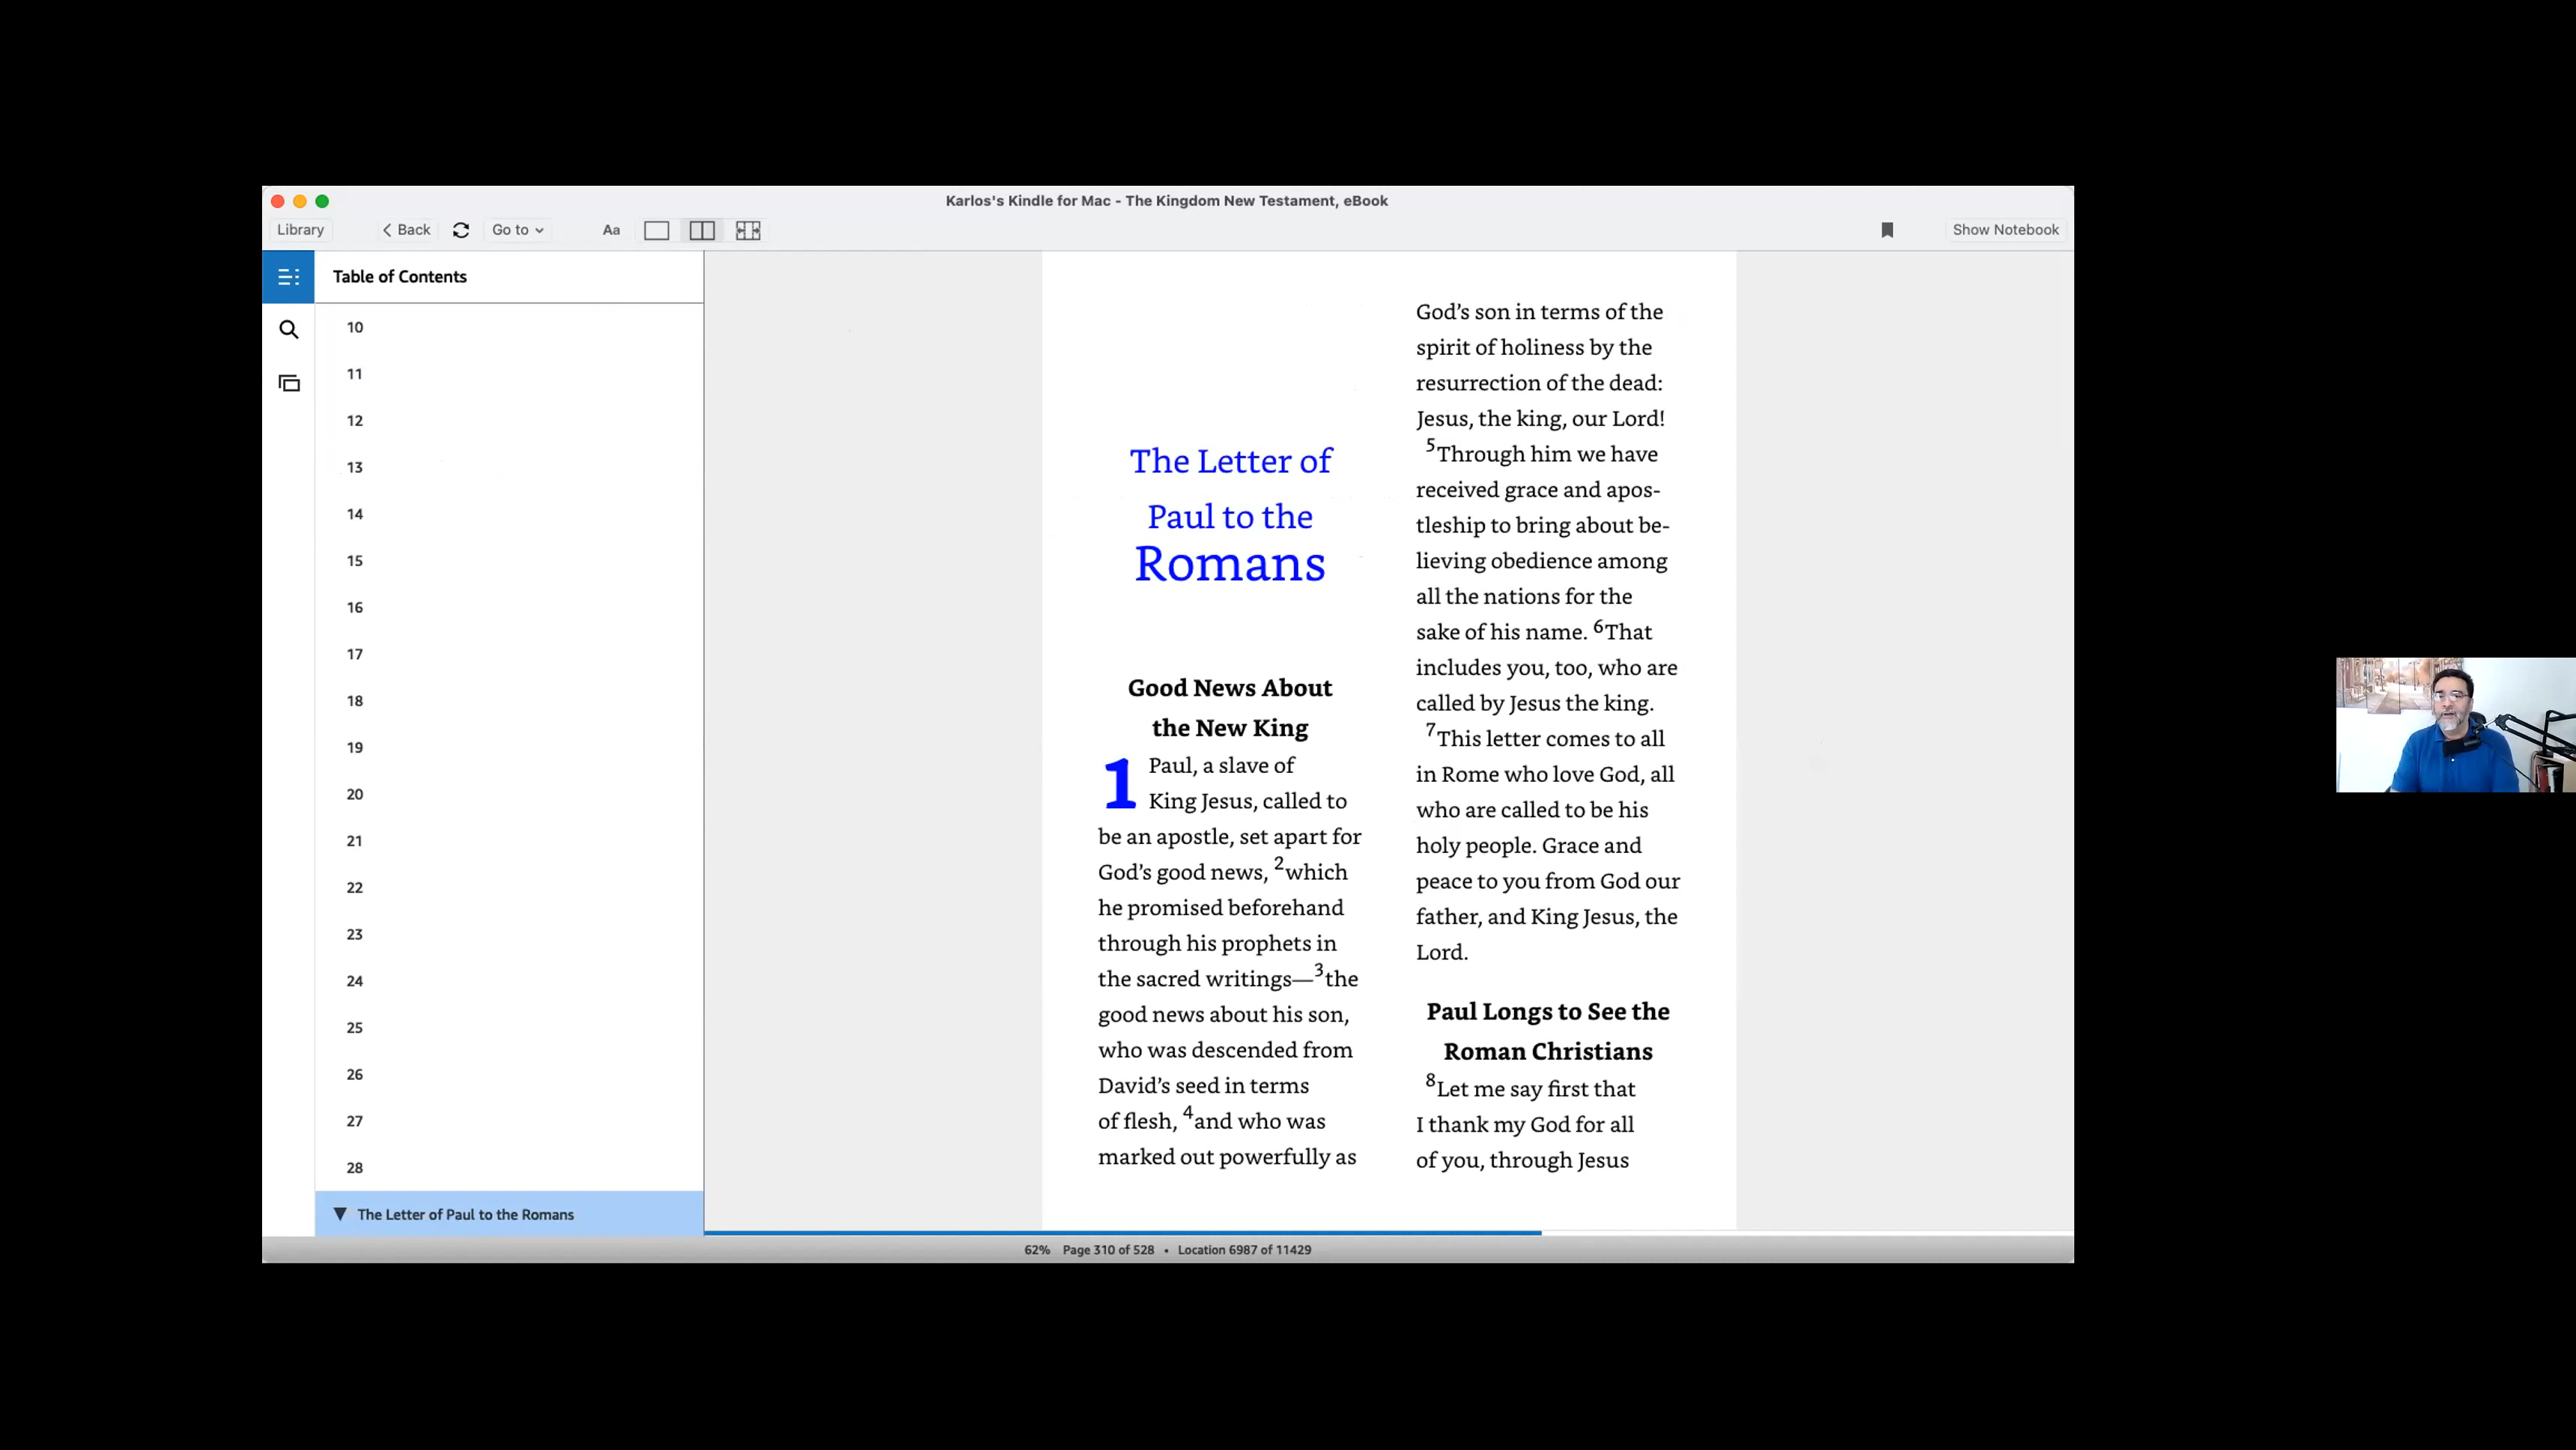 Karlos's Kindle for Mac - The Kingdom New Testament, eBook
Library
Back
Go to
Aa
Show Notebook
Table of Contents
10
11
12
13
14
15
16
17
18
19
20
21
22
23
24
25
26
27
28
The Letter of Paul to the Romans
The Letter of
Paul to the
Romans
Good News About
the New King
1 Paul, a slave of
King Jesus, called to
be an apostle, set apart for
God’s good news, 2which
he promised beforehand
through his prophets in
the sacred writings—3the
good news about his son,
who was descended from
David’s seed in terms
of flesh, 4and who was
marked out powerfully as
God’s son in terms of the
spirit of holiness by the
resurrection of the dead:
Jesus, the king, our Lord!
5Through him we have
received grace and apos-
tleship to bring about be-
lieving obedience among
all the nations for the
sake of his name. 6That
includes you, too, who are
called by Jesus the king.
7This letter comes to all
in Rome who love God, all
who are called to be his
holy people. Grace and
peace to you from God our
father, and King Jesus, the
Lord.
Paul Longs to See the
Roman Christians
8Let me say first that
I thank my God for all
of you, through Jesus
62% Page 310 of 528 • Location 6987 of 11429